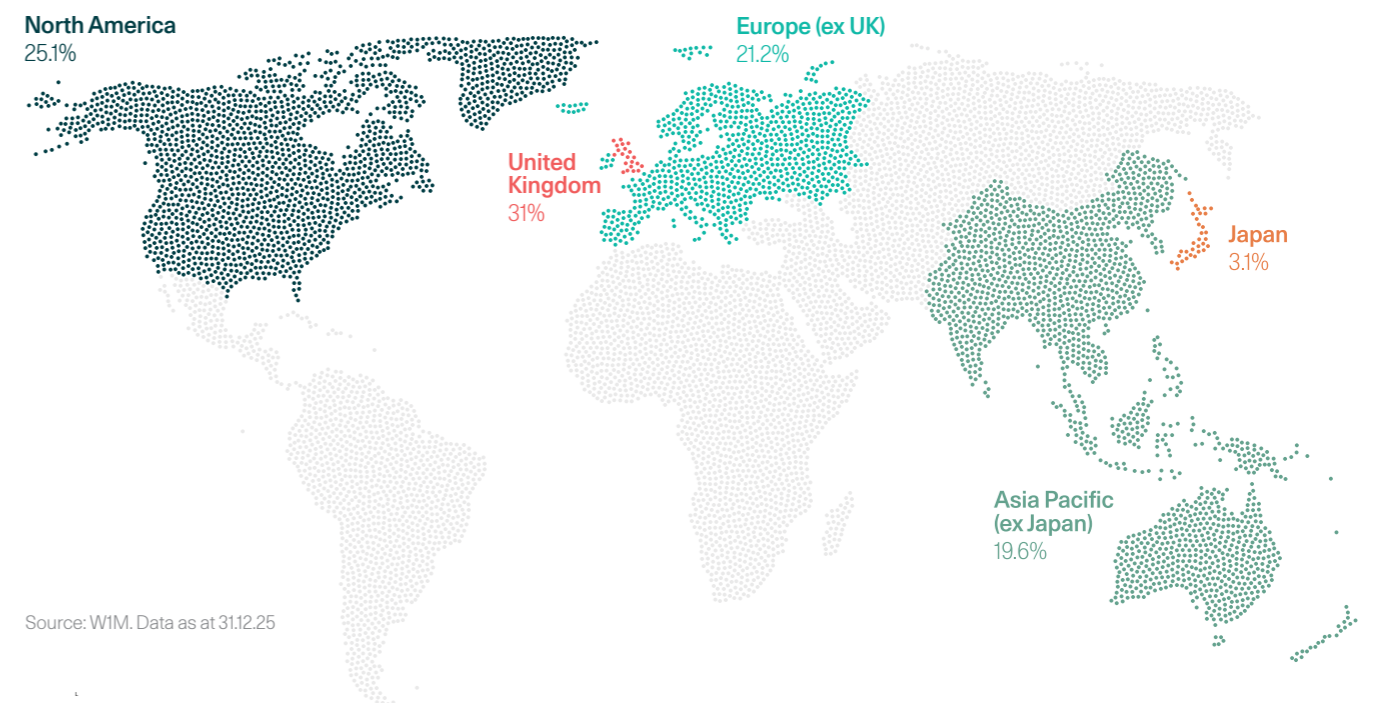 North America
25.1%
Europe (ex UK)
21.2%
United
Kingdom
31%
Japan
3.1%
Asia Pacific
(ex Japan)
19.6%
Source: W1M. Data as at 31.12.25